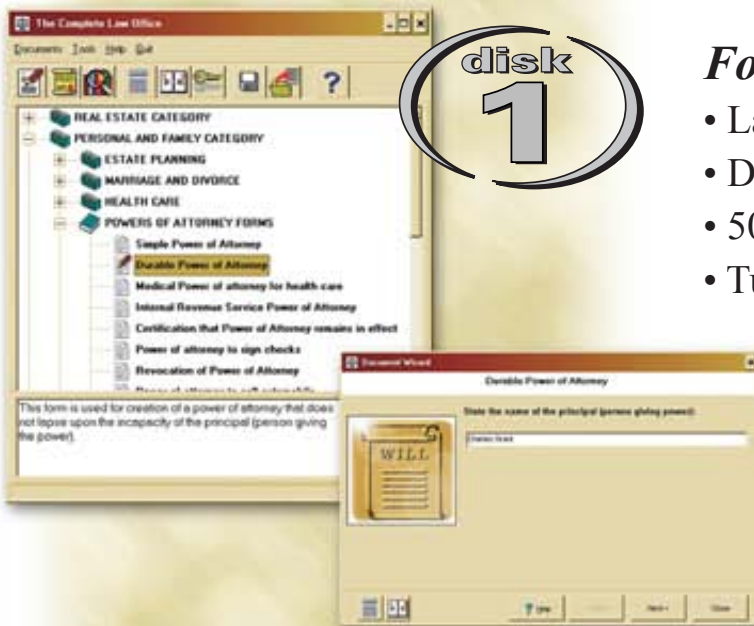 The Complete Law Office
Documents Tools Help Quit
REAL ESTATE CATEGORY
PERSONAL AND FAMILY CATEGORY
ESTATE PLANNING
MARRIAGE AND DIVORCE
HEALTH CARE
POWERS OF ATTORNEY FORMS
Simple Power of Attorney
Durable Power of Attorney
Medical Power of attorney for health care
Internal Revenue Service Power of Attorney
Certification that Power of Attorney remains in effect
Power of attorney to sign checks
Revocation of Power of Attorney
This form is used for creation of a power of attorney that does
not lapse upon the incapacity of the principal (person giving
the power).
disk
1
Fo
• La
• D
• 50
• Tu
Document Wizard
Durable Power of Attorney
State the name of the principal (person giving power):
WILL
Help
Next
Close